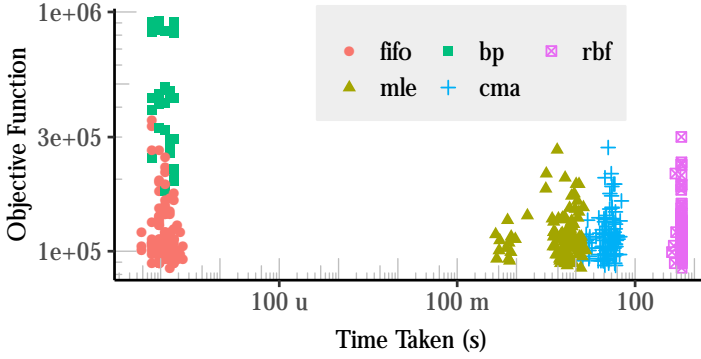 1e+06
fifo bp rbf
mle cma
3e+05
1e+05
Objective Function
100 u 100 m 100
Time Taken (s)